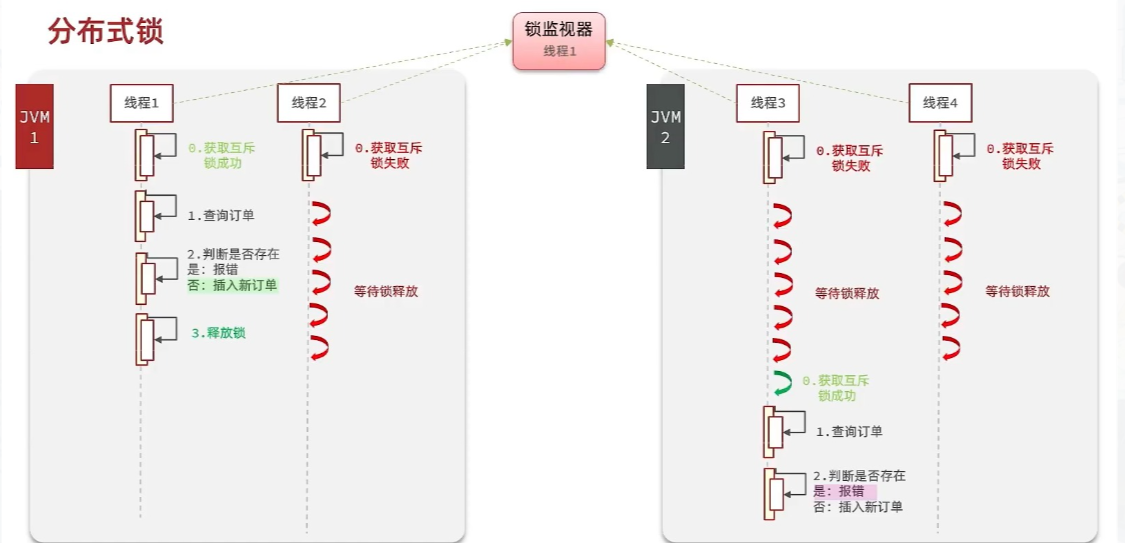 分布式锁
锁监视器
线程1
JVM
1
线程1
线程2
0.获取互斥
锁成功
0.获取互斥
锁失败
1.查询订单
2.判断是否存在
是: 报错
否: 插入新订单
等待锁释放
3.释放锁
JVM
2
线程3
线程4
0.获取互斥
锁失败
0.获取互斥
锁失败
等待锁释放
等待锁释放
0.获取互斥
锁成功
1.查询订单
2.判断是否存在
是: 报错
否: 插入新订单